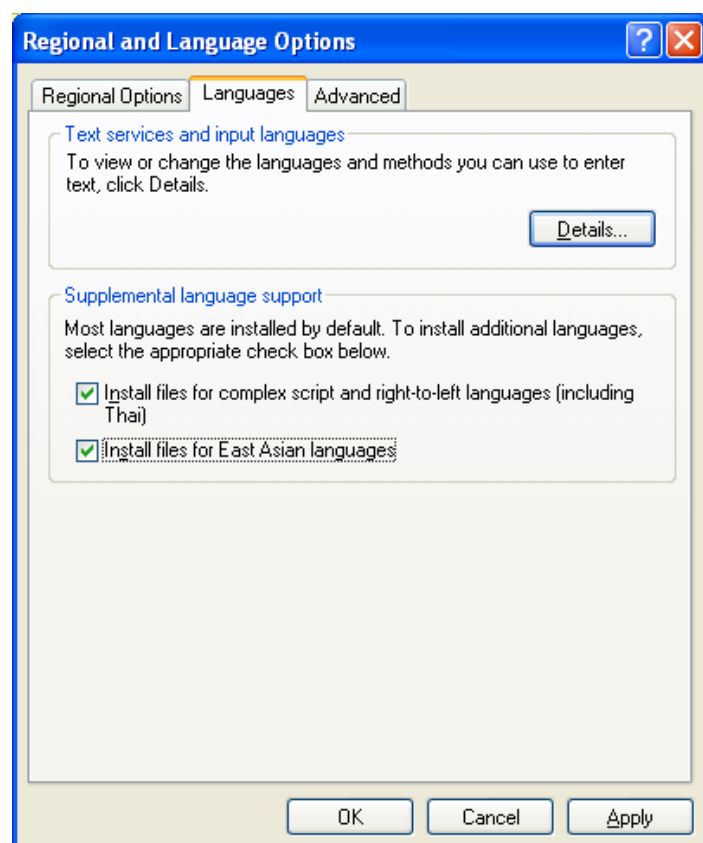 Regional and Language Options
Regional Options Languages Advanced
Text services and input languages
To view or change the languages and methods you can use to enter
text, click Details.
Details...
Supplemental language support
Most languages are installed by default. To install additional languages,
select the appropriate check box below.
Install files for complex script and right-to-left languages (including
Thai)
Install files for East Asian languages
OK Cancel Apply